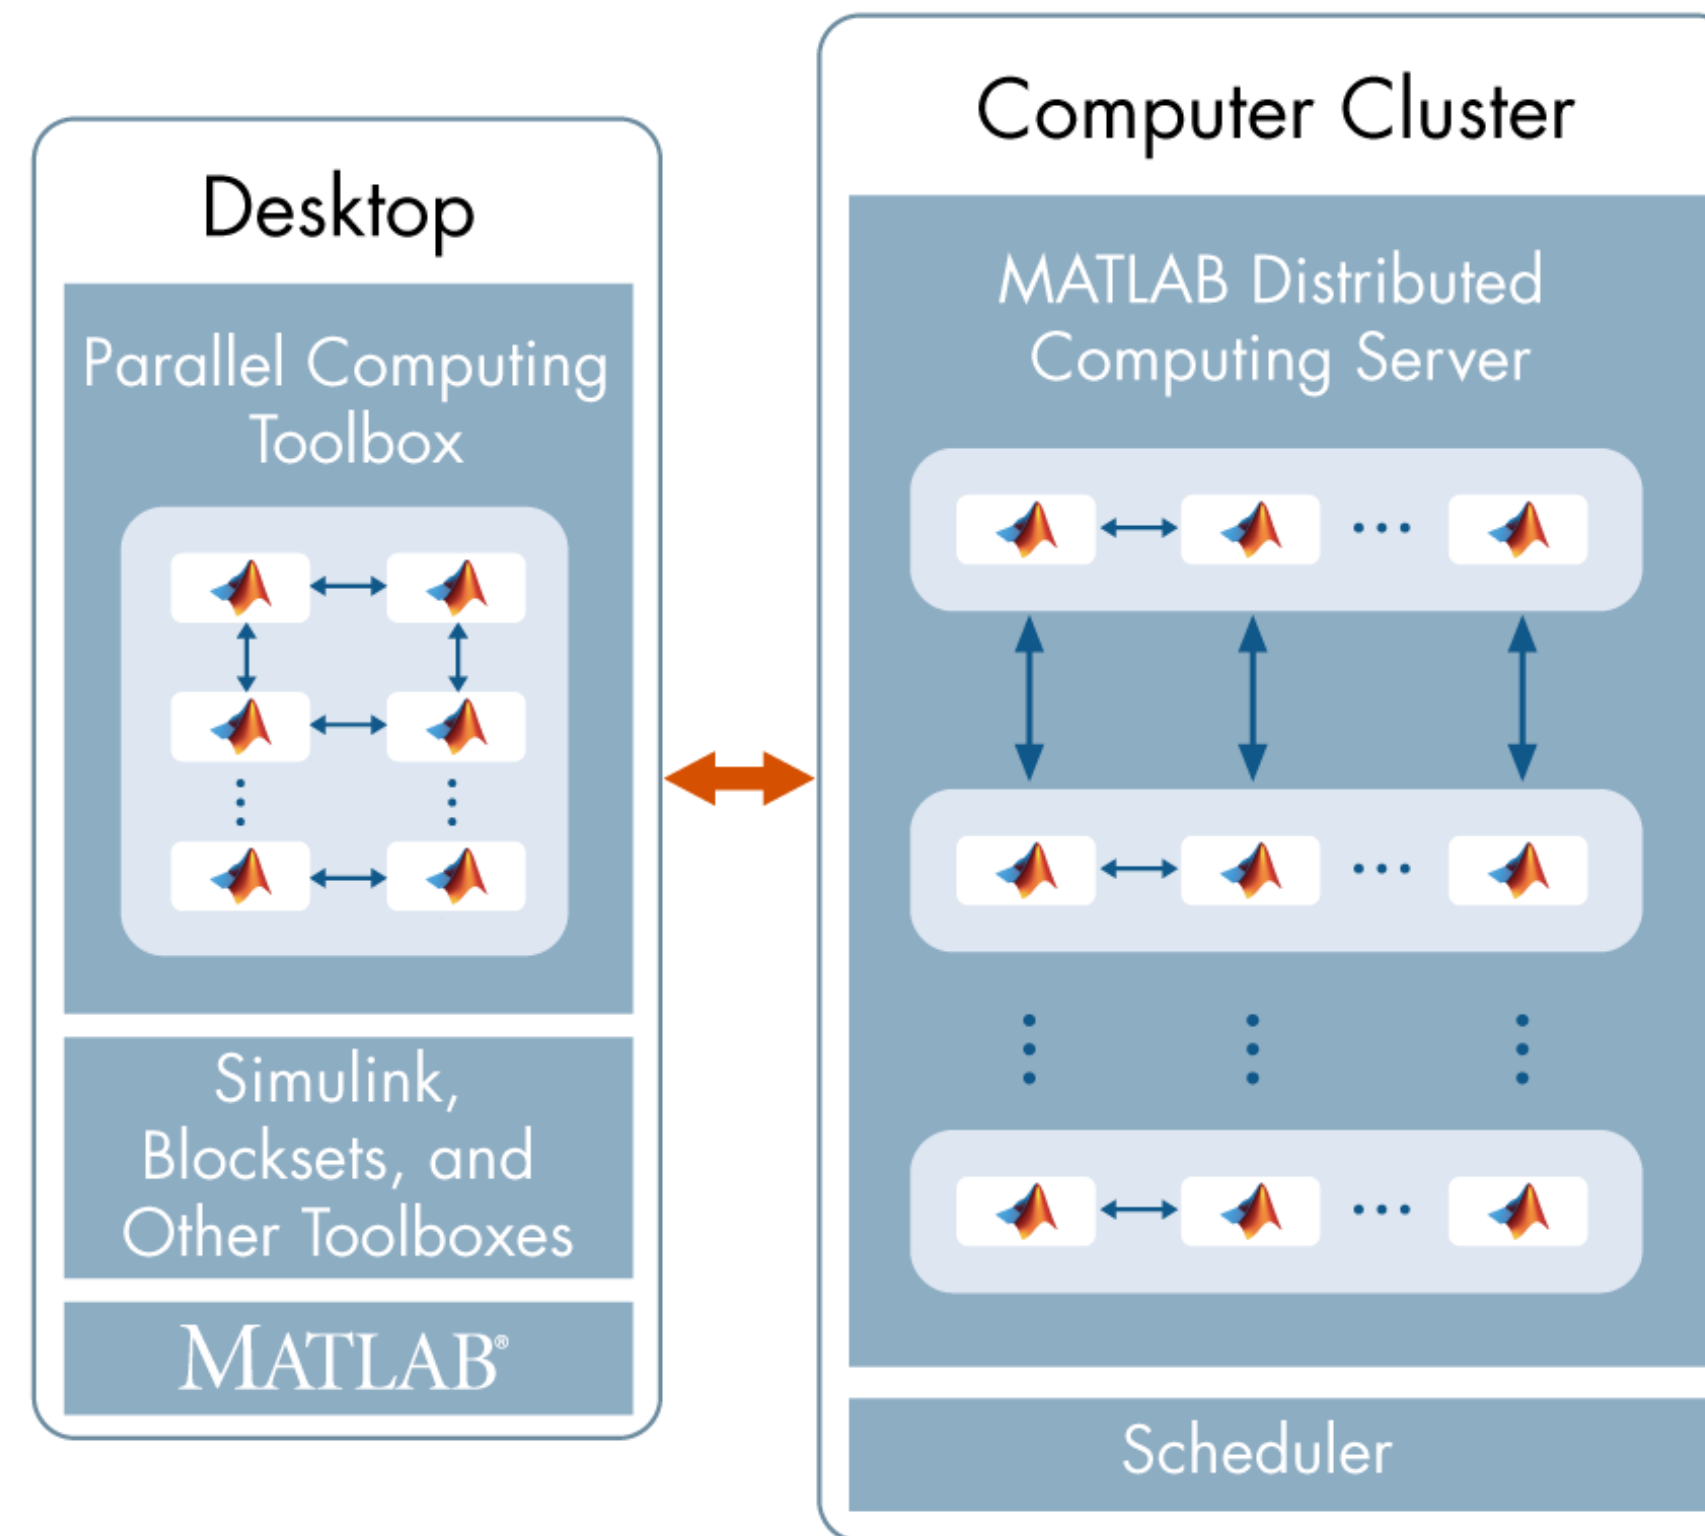 Desktop
Parallel Computing
Toolbox
Simulink,
Blocksets, and
Other Toolboxes
MATLAB®
Computer Cluster
MATLAB Distributed
Computing Server
Scheduler